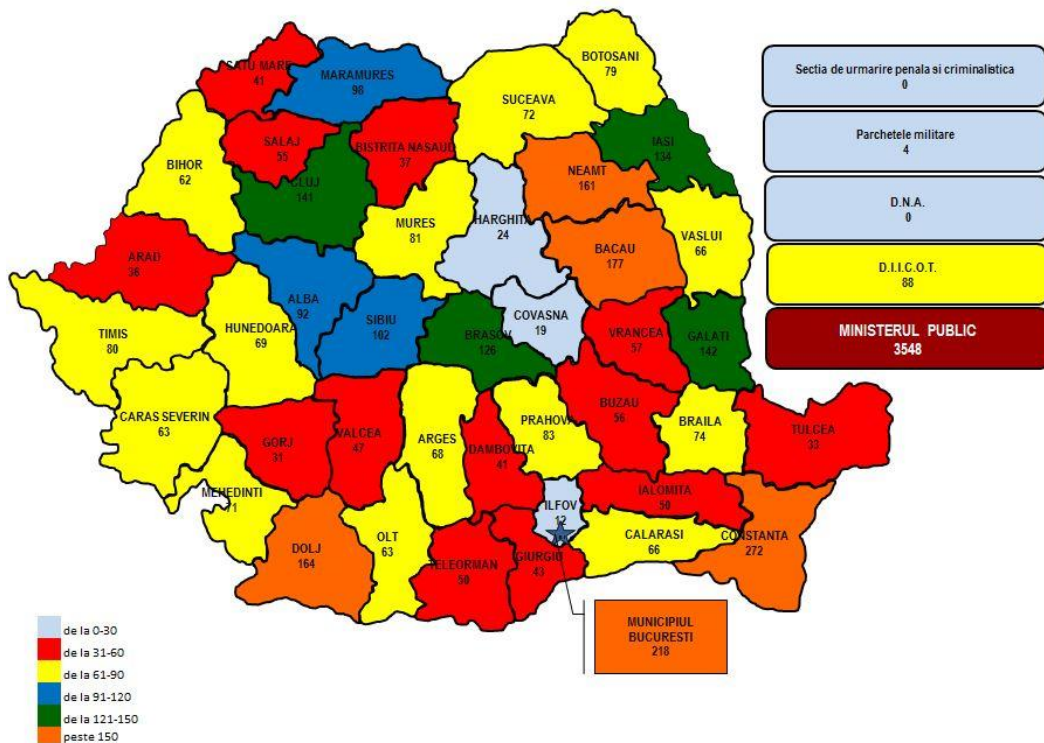 SATU MARE
41
MARAMURES
98
BOTOSANI
79
SUCEAVA
72
SALAJ
55
BISTRITA NASAUD
37
IASI
134
BIHOR
62
CLUJ
141
NEAMT
161
MURES
81
HARGHITA
24
BACAU
177
VASLUI
66
ARAD
36
ALBA
92
SIBIU
102
COVASNA
19
BRASOV
126
VRANCEA
57
GALATI
142
TIMIS
80
HUNEDOARA
69
CARAS SEVERIN
63
GORJ
31
VALCEA
47
ARGES
68
DAMBOVITA
41
PRAHOVA
83
BUZAU
56
BRAILA
74
TULCEA
33
MEHEDINTI
71
DOLJ
164
OLT
63
TELEORMAN
50
GIURGIU
43
ILFOV
12
IALOMITA
50
CALARASI
66
CONSTANTA
272
MUNICIPIUL
BUCURESTI
218
Sectia de urmarire penala si criminalistica
0
Parchetele militare
4
D.N.A.
0
D.I.I.C.O.T.
88
MINISTERUL PUBLIC
3548
de la 0-30
de la 31-60
de la 61-90
de la 91-120
de la 121-150
peste 150